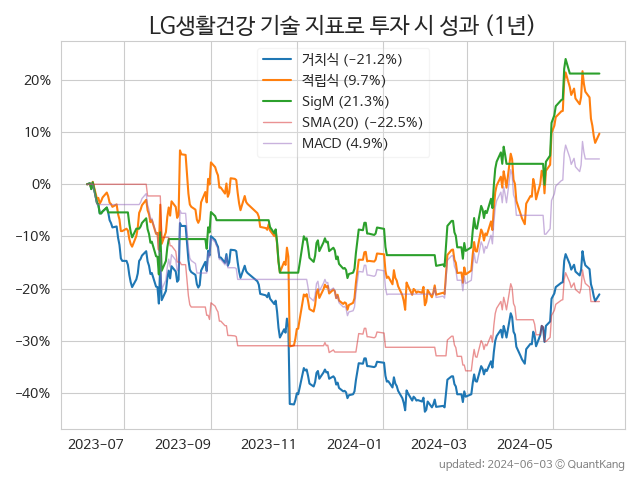 LG생활건강 기술 지표로 투자 시 성과 (1년)
거치식 (−21.2%)
적립식 (9.7%)
SigM (21.3%)
SMA(20) (−22.5%)
MACD (4.9%)
20%
10%
0%
−10%
−20%
−30%
−40%
2023-07 2023-09 2023-11 2024-01 2024-03 2024-05
updated: 2024-06-03 ⓒ QuantKang